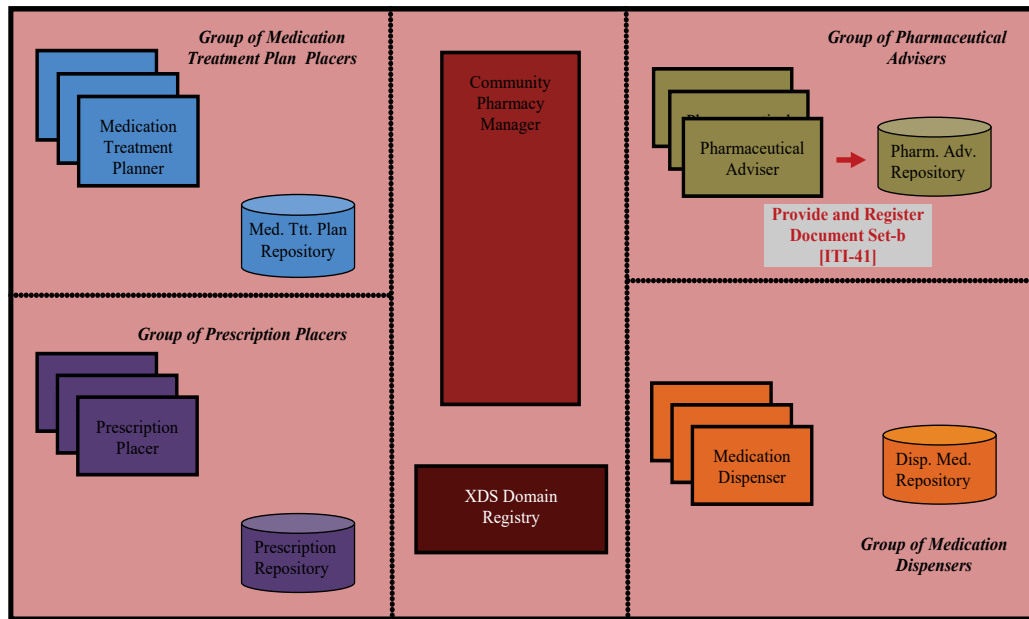 Group of Medication
Treatment Plan Placers
Medication
Treatment
Planner
Med. Ttt. Plan
Repository
Group of Prescription Placers
Prescription
Placer
Prescription
Repository
Community
Pharmacy
Manager
XDS Domain
Registry
Group of Pharmaceutical
Advisers
Pharmaceutical
Adviser
Pharm. Adv.
Repository
Provide and Register
Document Set-b
[ITI-41]
Medication
Dispenser
Disp. Med.
Repository
Group of Medication
Dispensers